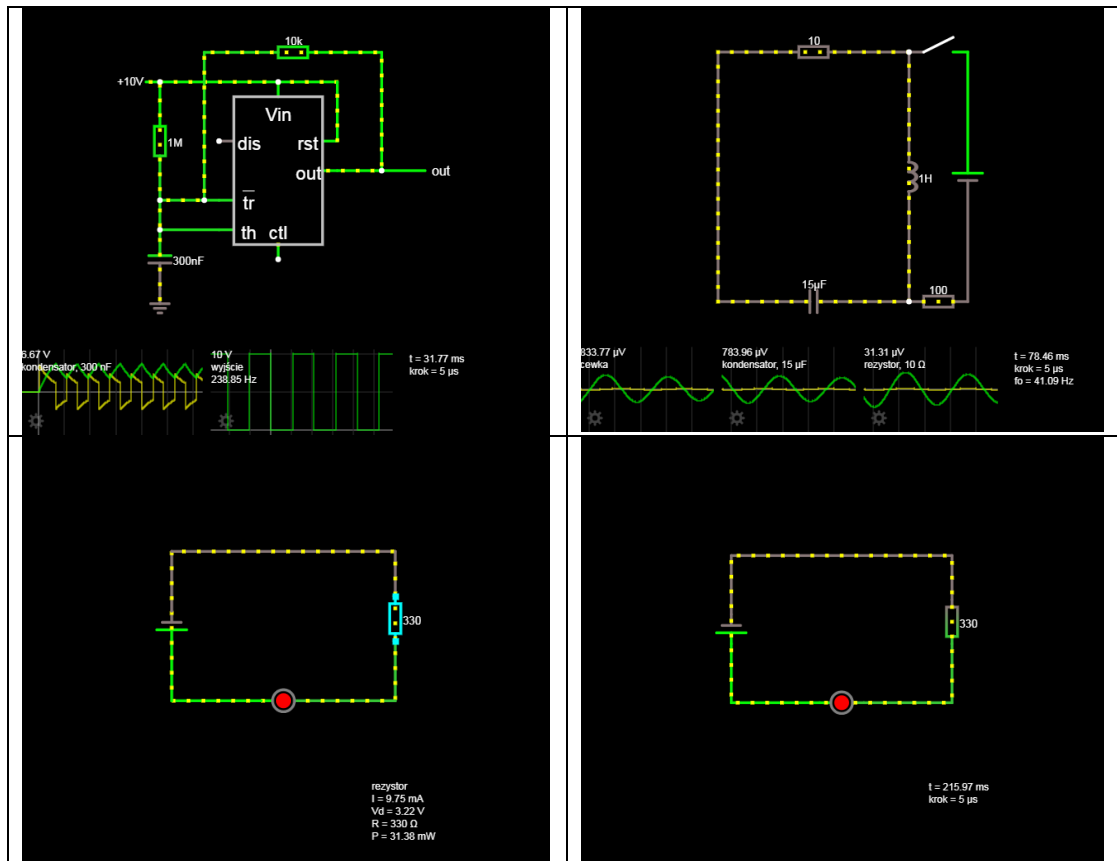 10k
+10V
Vin
1M
dis
rst
out
out
tr
th ctl
300nF
6.67 V
kondensator, 300 nF
10 V
wyjście
238.85 Hz
t = 31.77 ms
krok = 5 µs
10
1H
15µF
100
833.77 µV
cewka
783.96 µV
kondensator, 15 µF
31.31 µV
rezystor, 10 Ω
t = 78.46 ms
krok = 5 µs
fo = 41.09 Hz
330
rezystor
I = 9.75 mA
Vd = 3.22 V
R = 330 Ω
P = 31.38 mW
330
t = 215.97 ms
krok = 5 µs